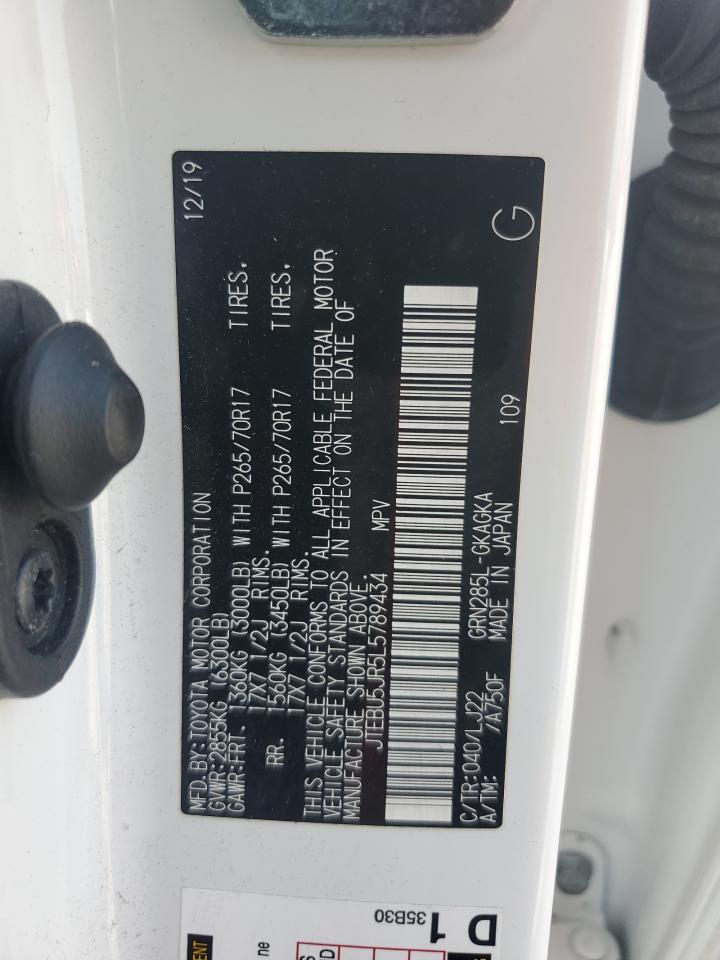 MFD. BY: TOYOTA MOTOR CORPORATION 12/19
GVWR: 2855KG (6300LB)
GAWR: FRT. 1360KG (3000LB) WITH P265/70R17 TIRES,
17X7 1/2J RIMS.
RR. 1560KG (3450LB) WITH P265/70R17 TIRES,
17X7 1/2J RIMS.
THIS VEHICLE CONFORMS TO ALL APPLICABLE FEDERAL MOTOR
VEHICLE SAFETY STANDARDS IN EFFECT ON THE DATE OF
MANUFACTURE SHOWN ABOVE.
JTEBU5JR5L5789434 MPV
C/TR: 040/LJ22 GRN285L-GKAGKA 109 G
A/TM: /A750F MADE IN JAPAN
D 1
35B30
ne